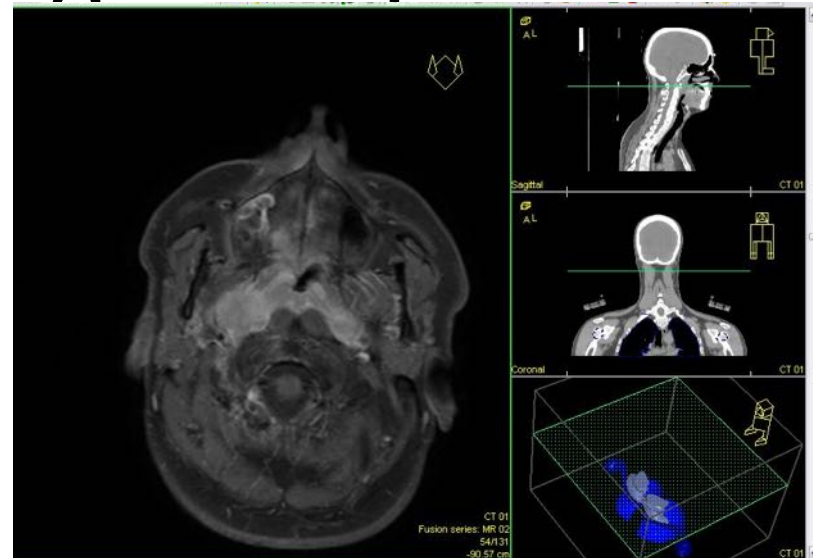 CT 01
Fusion series: MR 02
54/131
-90.57 cm
A L
Sagittal
CT 01
A L
Coronal
CT 01
CT 01